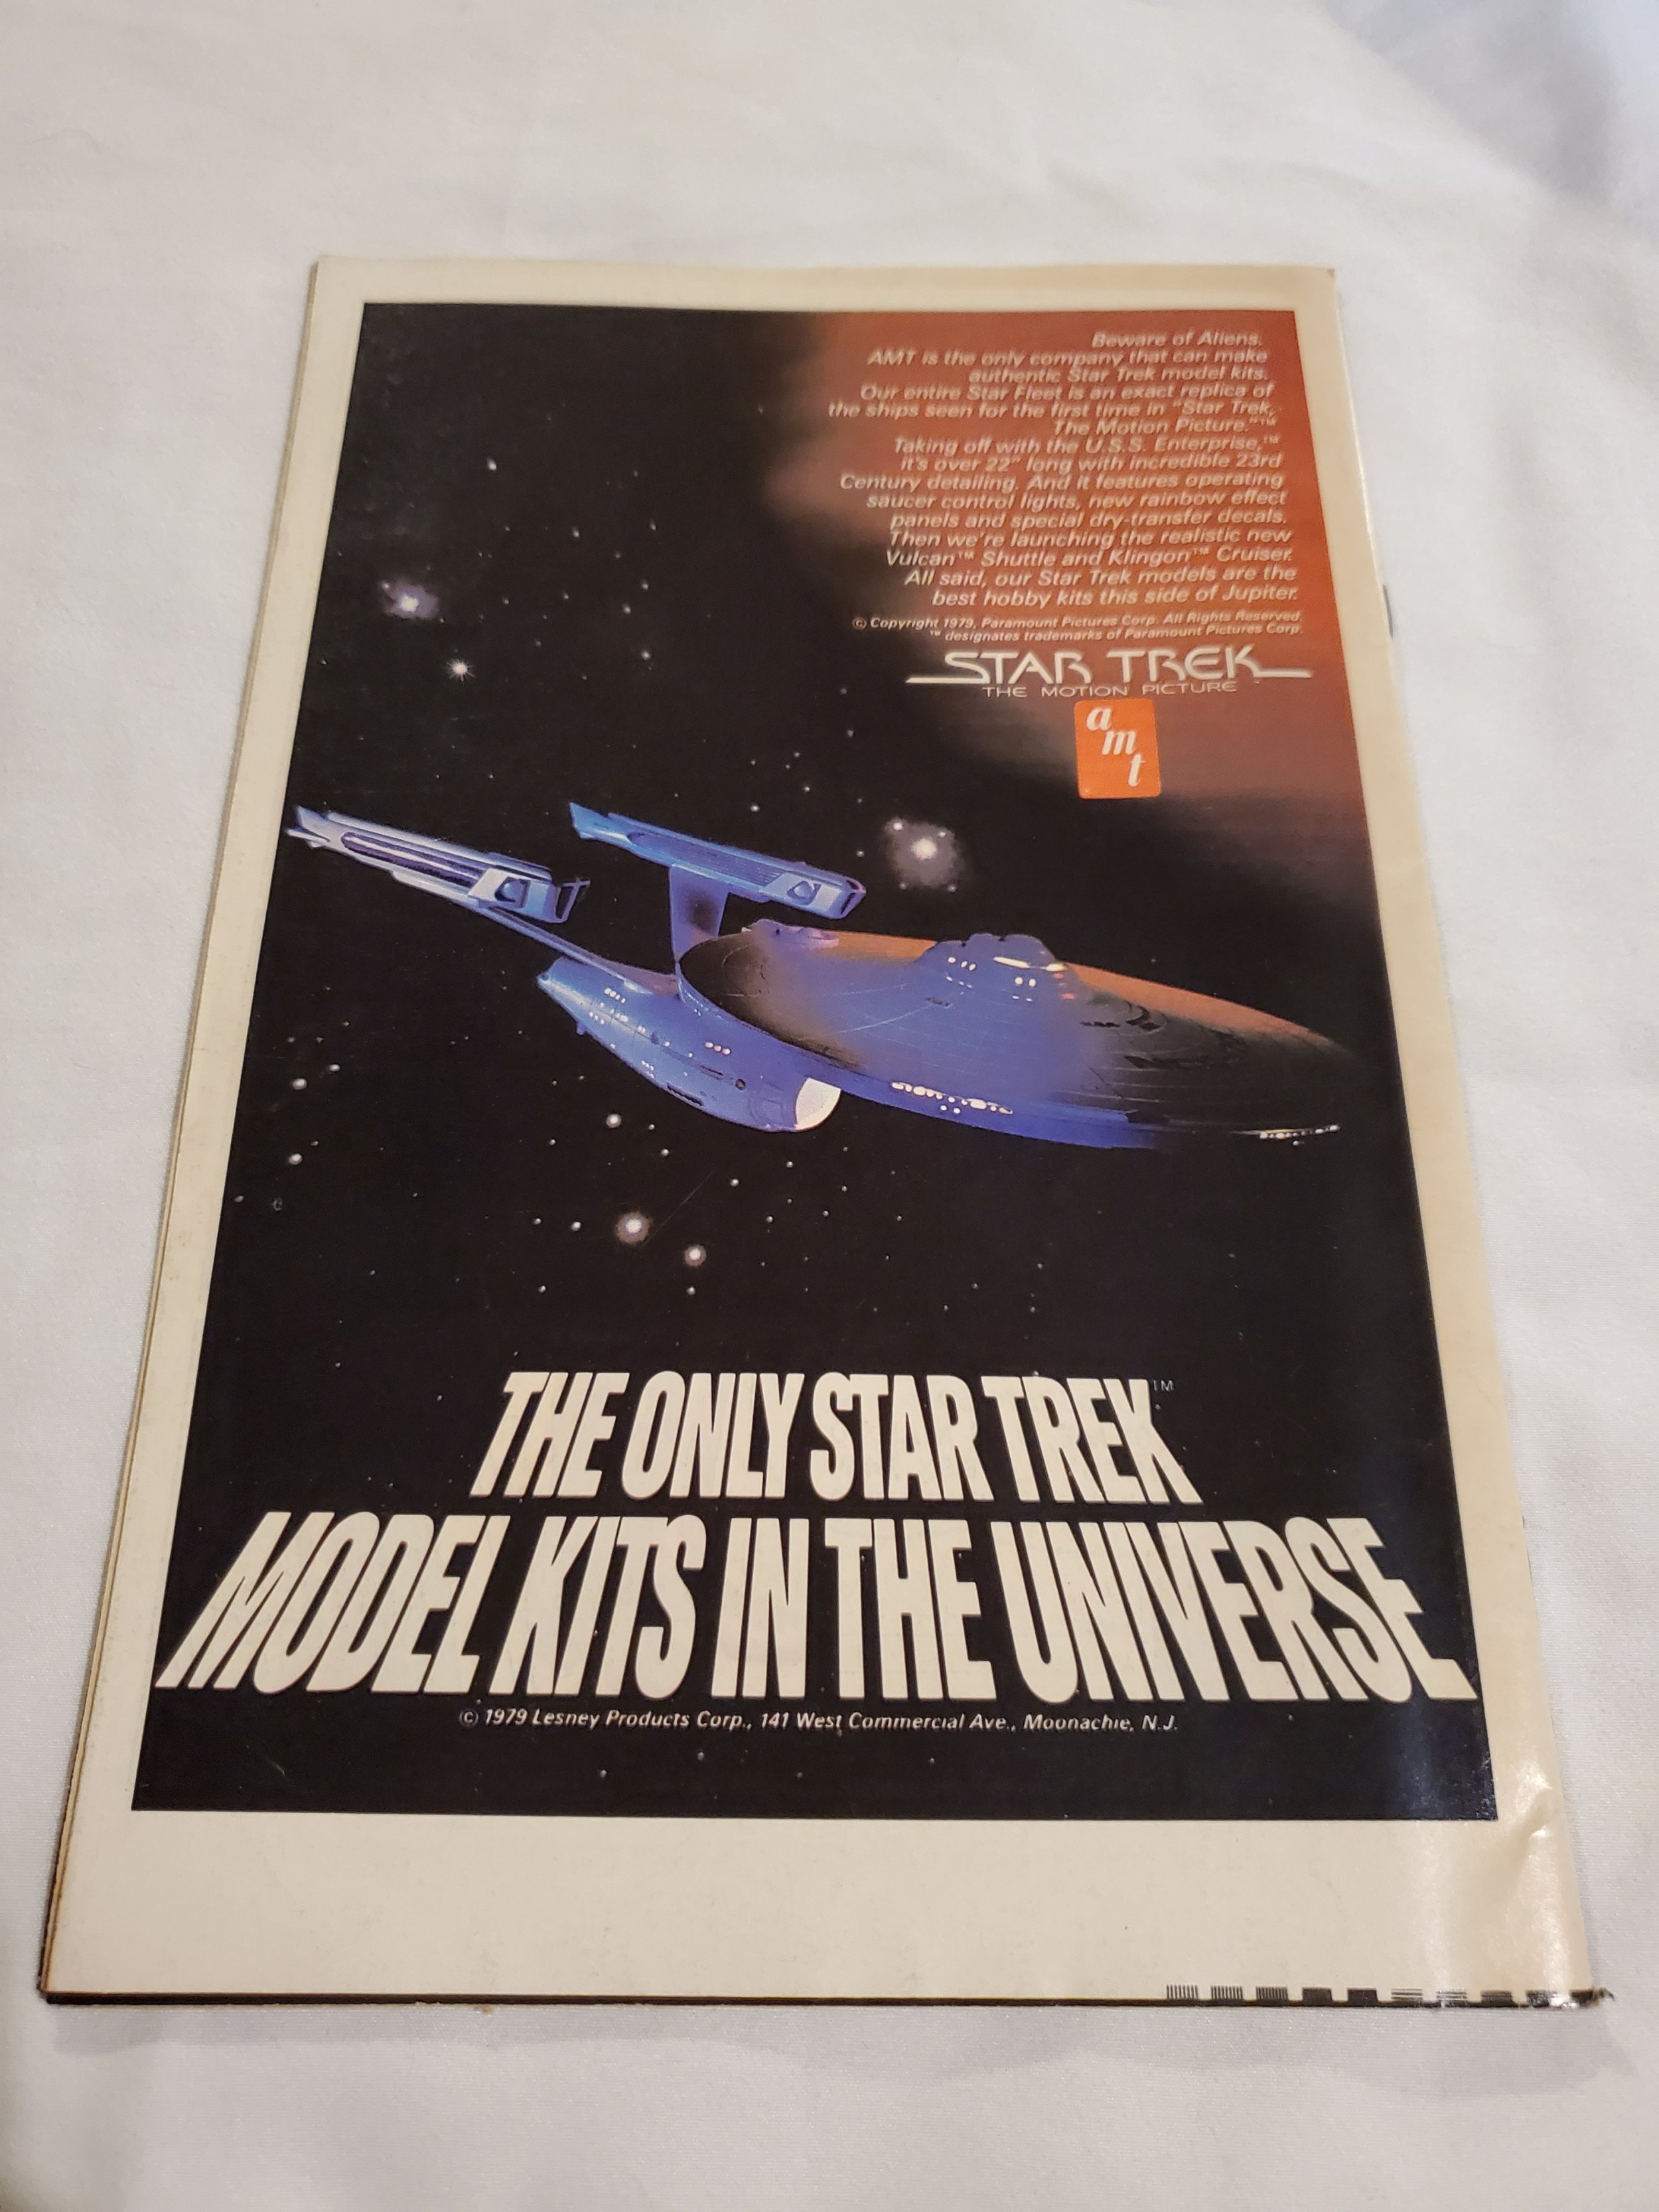 Beware of Aliens.
AMT is the only company that can make
authentic Star Trek model kits.
Our entire Star Fleet is an exact replica of
the ships seen for the first time in "Star Trek,
The Motion Picture."™
Taking off with the U.S.S. Enterprise,™
it's over 22" long with incredible 23rd
Century detailing. And it features operating
saucer control lights, new rainbow effect
panels and special dry-transfer decals.
Then we're launching the realistic new
Vulcan™ Shuttle and Klingon™ Cruiser.
All said, our Star Trek models are the
best hobby kits this side of Jupiter.
© Copyright 1979, Paramount Pictures Corp. All Rights Reserved.
™ designates trademarks of Paramount Pictures Corp.
STAR TREK
THE MOTION PICTURE™
amt
THE ONLY STAR TREK™
MODEL KITS IN THE UNIVERSE
© 1979 Lesney Products Corp., 141 West Commercial Ave., Moonachie, N.J.